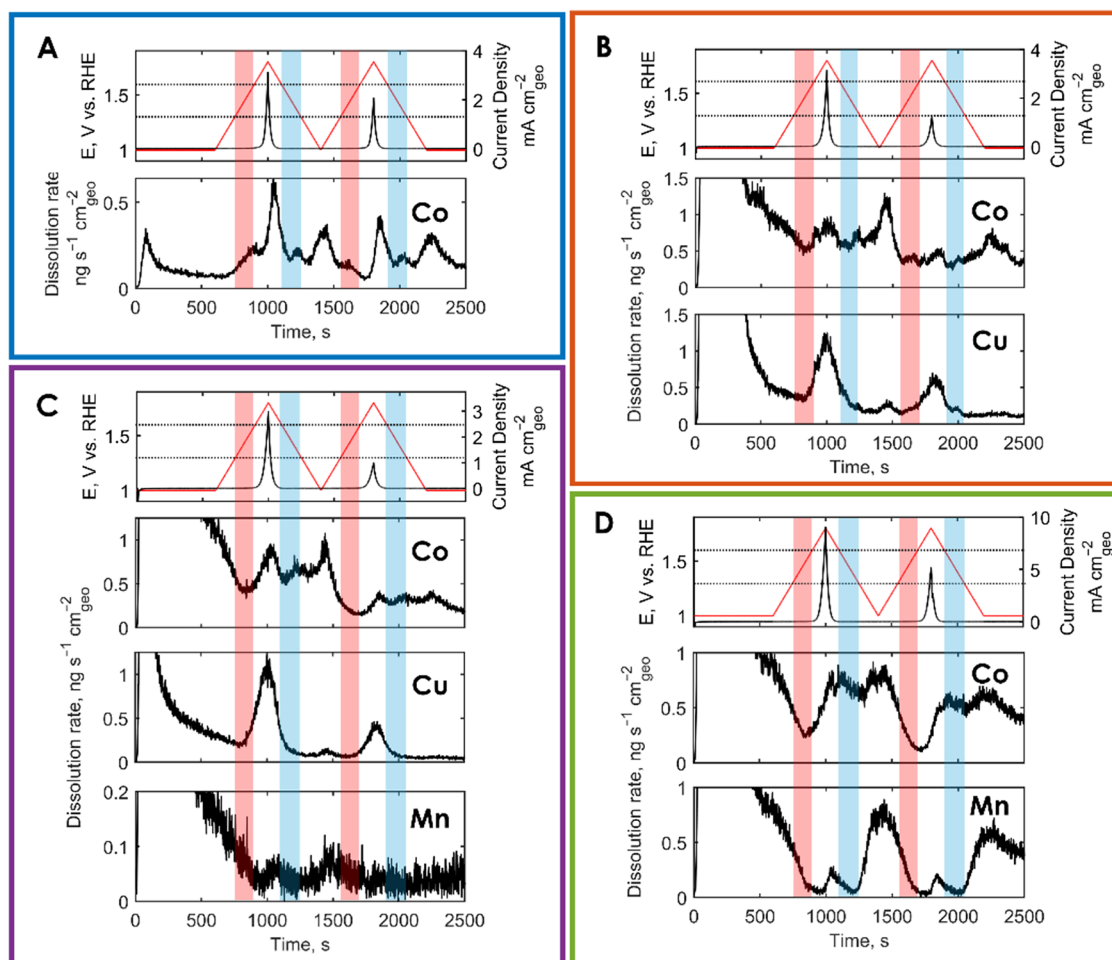 A
E, V vs. RHE
1.5
1
4
3
2
1
0
Current Density
mA cm⁻²geo
Dissolution rate,
ng s⁻¹ cm⁻²geo
0.5
0
Co
0 500 1000 1500 2000 2500
Time, s
B
E, V vs. RHE
1.5
1
4
3
2
1
0
Current Density
mA cm⁻²geo
Dissolution rate, ng s⁻¹ cm⁻²geo
1
0.5
0
Co
1
0.5
0
Cu
0 500 1000 1500 2000 2500
Time, s
C
E, V vs. RHE
1.5
1
3
2
1
0
Current Density
mA cm⁻²geo
Dissolution rate, ng s⁻¹ cm⁻²geo
1
0.5
0
Co
1
0.5
0
Cu
0.2
0.1
0
Mn
0 500 1000 1500 2000 2500
Time, s
D
E, V vs. RHE
1.5
1
10
8
6
4
2
0
Current Density
mA cm⁻²geo
Dissolution rate, ng s⁻¹ cm⁻²geo
1
0.5
0
Co
1
0.5
0
Mn
0 500 1000 1500 2000 2500
Time, s